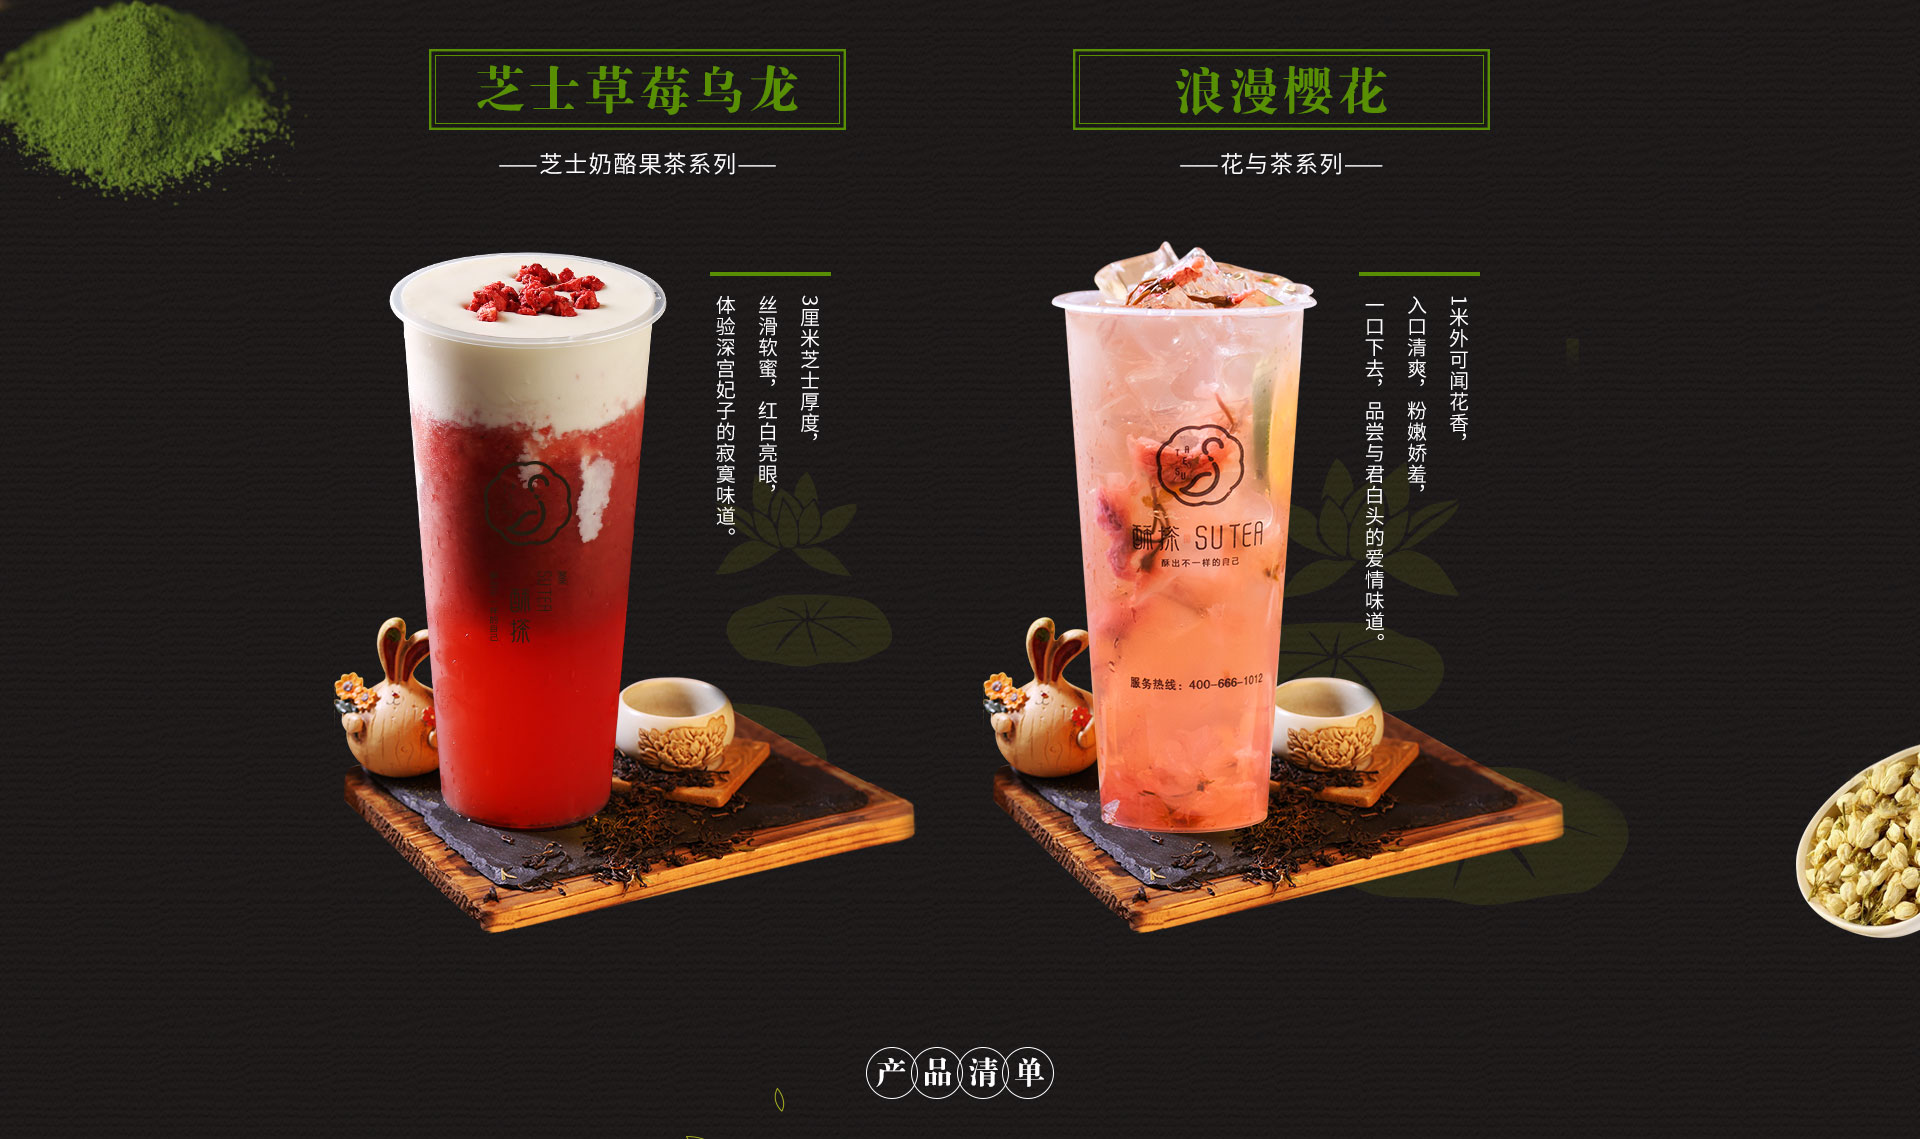 芝士草莓乌龙
——芝士奶酪果茶系列——
3厘米芝士厚度，
丝滑软蜜，红白亮眼，
体验深宫妃子的寂寞味道。
SUTEA
浪漫樱花
——花与茶系列——
1米外可闻花香，
入口清爽，粉嫩娇羞，
一口下去，品尝与君白头的爱情味道。
TEA
SU
酥搽 SUTEA
酥出不一样的自己
服务热线：400-666-1012
产品清单